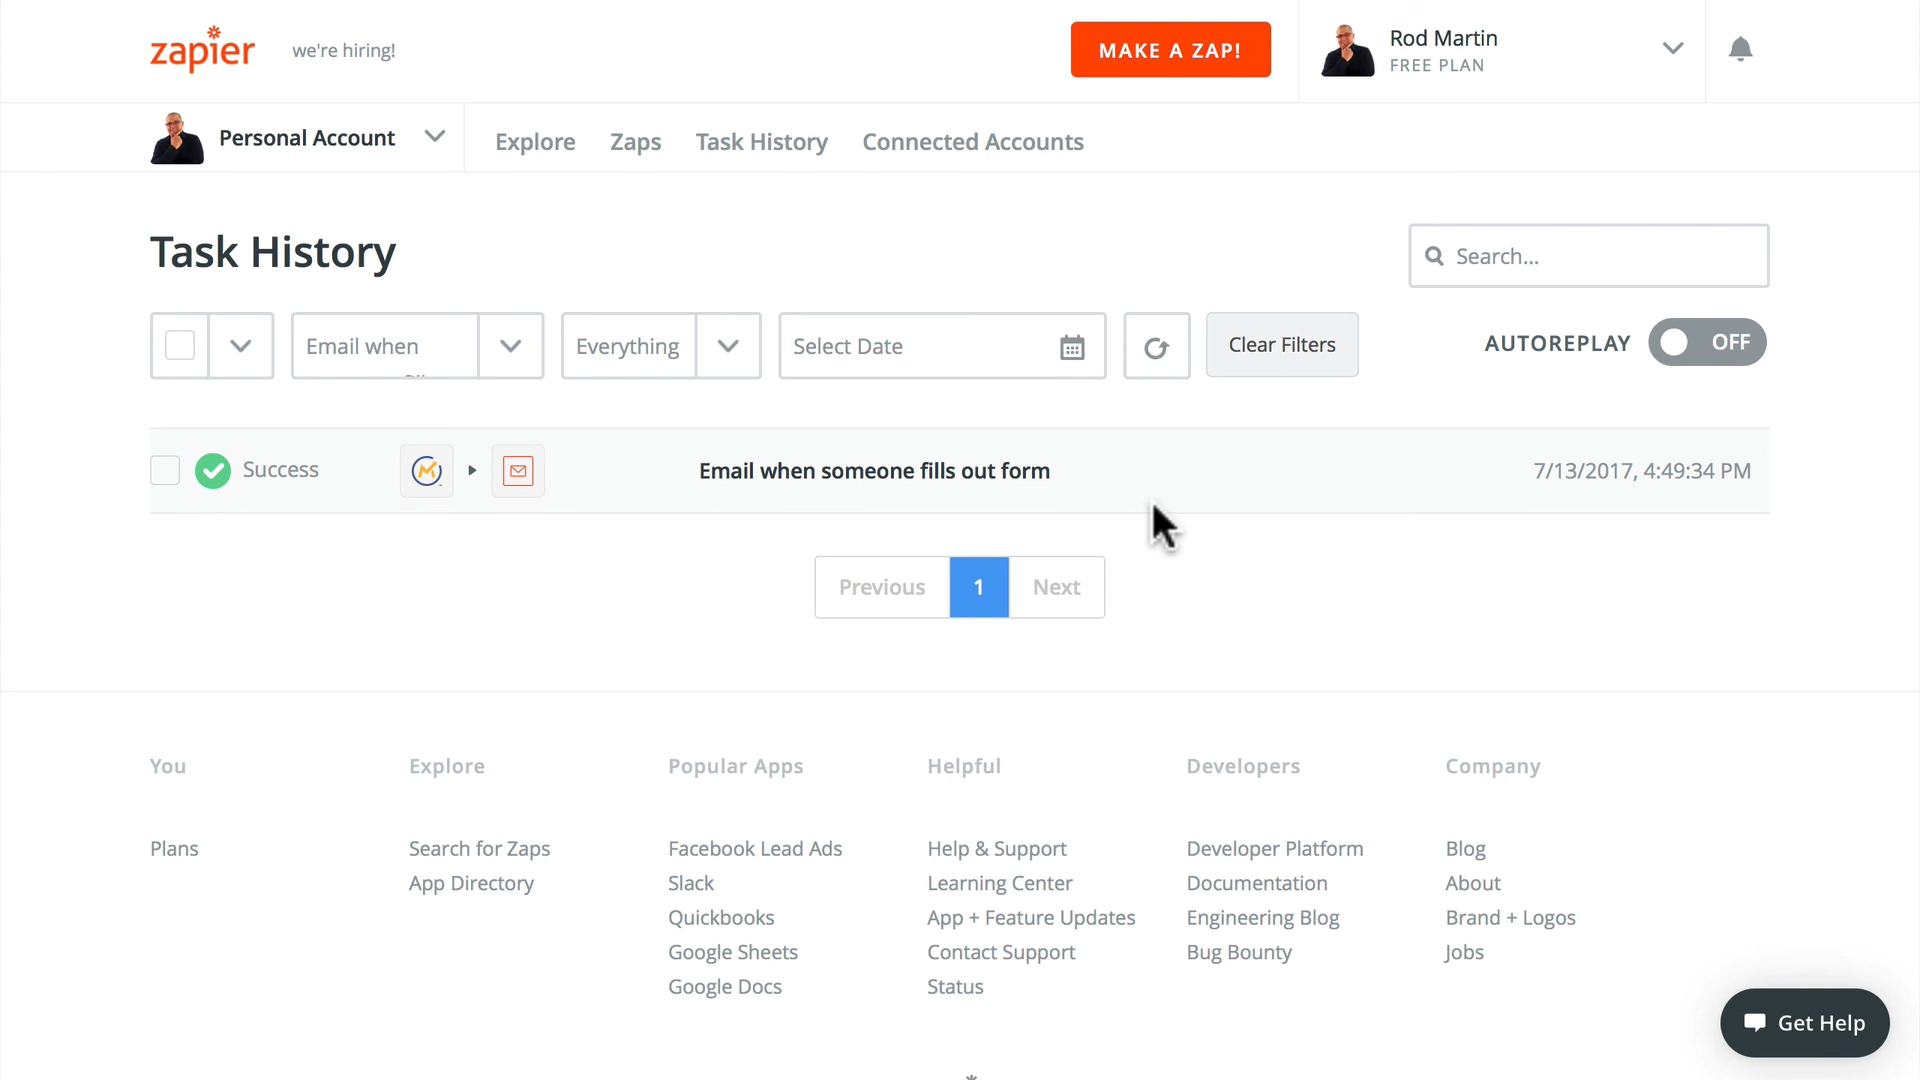 zapier we're hiring! MAKE A ZAP! Rod Martin
FREE PLAN
Personal Account Explore Zaps Task History Connected Accounts
Task History
Search...
Email when Everything Select Date Clear Filters AUTOREPLAY OFF
Success Email when someone fills out form 7/13/2017, 4:49:34 PM
Previous 1 Next
You Explore Popular Apps Helpful Developers Company
Plans Search for Zaps Facebook Lead Ads Help & Support Developer Platform Blog
App Directory Slack Learning Center Documentation About
Quickbooks App + Feature Updates Engineering Blog Brand + Logos
Google Sheets Contact Support Bug Bounty Jobs
Google Docs Status
Get Help